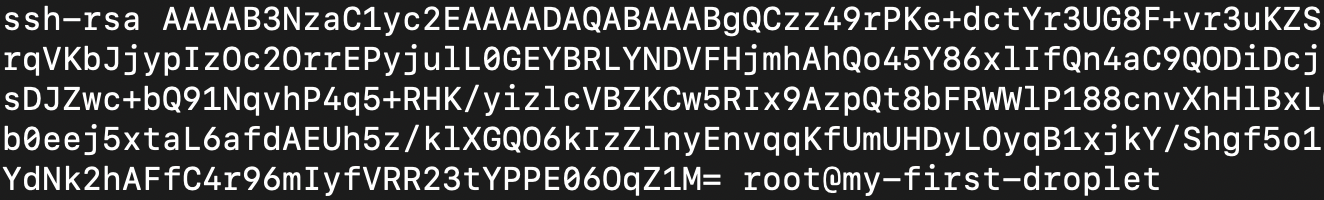 ssh-rsa AAAAB3NzaC1yc2EAAAADAQABAAABgQCzz49rPKe+dctYr3UG8F+vr3uKZS
rqVKbJjypIzOc2OrrEPyjulL0GEYBRLYNDVFHjmhAhQo45Y86xlIfQn4aC9QODiDcj
sDJZwc+bQ91NqvhP4q5+RHK/yizlcVBZKCw5RIx9AzpQt8bFRWWlP188cnvXhHlBxL
b0eej5xtaL6afdAEUh5z/klXGQO6kIzZlnyEnvqqKfUmUHDyLOyqB1xjkY/Shgf5o1
YdNk2hAFfC4r96mIyfVRR23tYPPE06OqZ1M= root@my-first-droplet